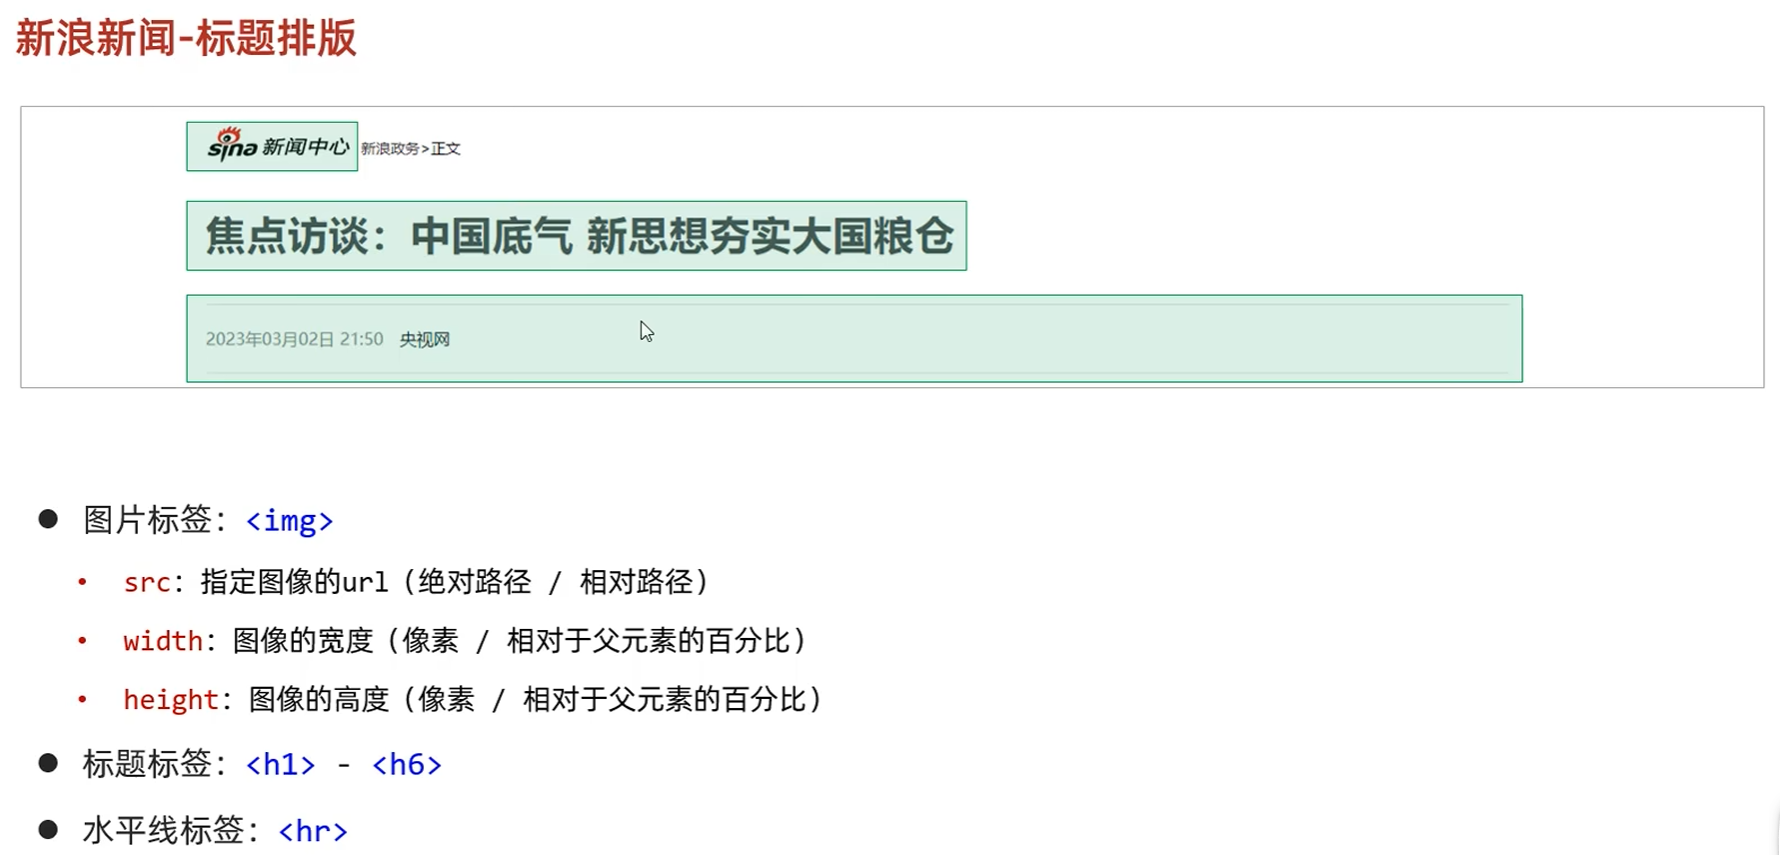 新浪新闻-标题排版
sina 新闻中心 新浪政务>正文
焦点访谈：中国底气 新思想夯实大国粮仓
2023年03月02日 21:50 央视网
● 图片标签：<img>
• src：指定图像的url（绝对路径 / 相对路径）
• width：图像的宽度（像素 / 相对于父元素的百分比）
• height：图像的高度（像素 / 相对于父元素的百分比）
● 标题标签：<h1> - <h6>
● 水平线标签：<hr>